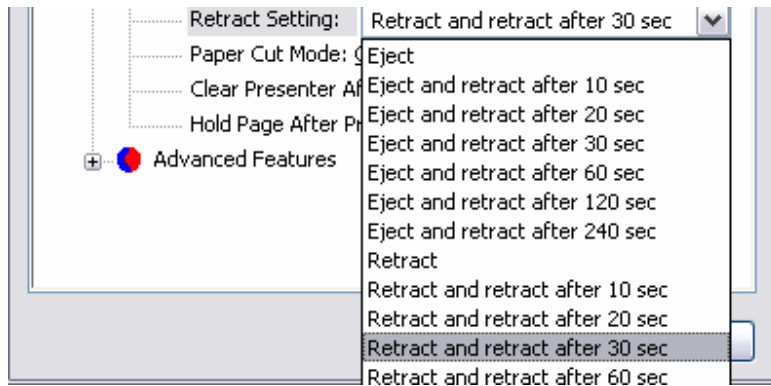 Retract Setting: Retract and retract after 30 sec
Paper Cut Mode:
Eject
Clear Presenter
Eject and retract after 10 sec
Eject and retract after 20 sec
Hold Page After
Eject and retract after 30 sec
Advanced Features
Eject and retract after 60 sec
Eject and retract after 120 sec
Eject and retract after 240 sec
Retract
Retract and retract after 10 sec
Retract and retract after 20 sec
Retract and retract after 30 sec
Retract and retract after 60 sec